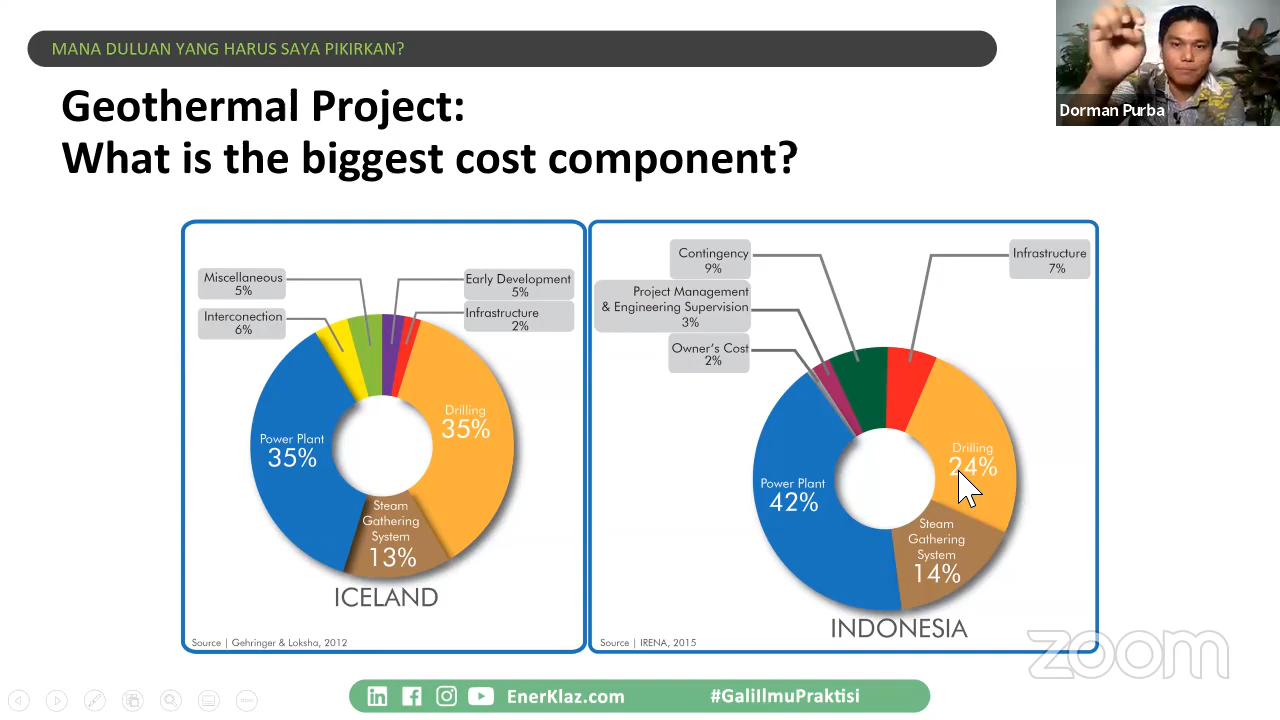 MANA DULUAN YANG HARUS SAYA PIKIRKAN?
Dorman Purba
Geothermal Project:
What is the biggest cost component?
Miscellaneous
5%
Interconection
6%
Early Development
5%
Infrastructure
2%
Drilling
35%
Power Plant
35%
Steam
Gathering
System
13%
ICELAND
Source | Gehringer & Loksha, 2012
Contingency
9%
Project Management
& Engineering Supervision
3%
Owner's Cost
2%
Infrastructure
7%
Drilling
24%
Power Plant
42%
Steam
Gathering
System
14%
INDONESIA
Source | IRENA, 2015
zoom
EnerKlaz.com
#GaliIlmuPraktisi